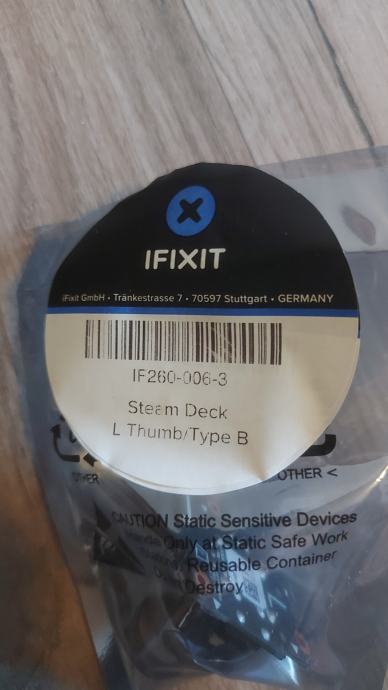 IFIXIT
iFixit GmbH • Tränkestrasse 7 • 70597 Stuttgart • GERMANY
IF260-006-3
Steam Deck
L Thumb/Type B
OTHER
OTHER <
CAUTION Static Sensitive Devices
Only at Static Safe Work
Reusable Container
Destroy